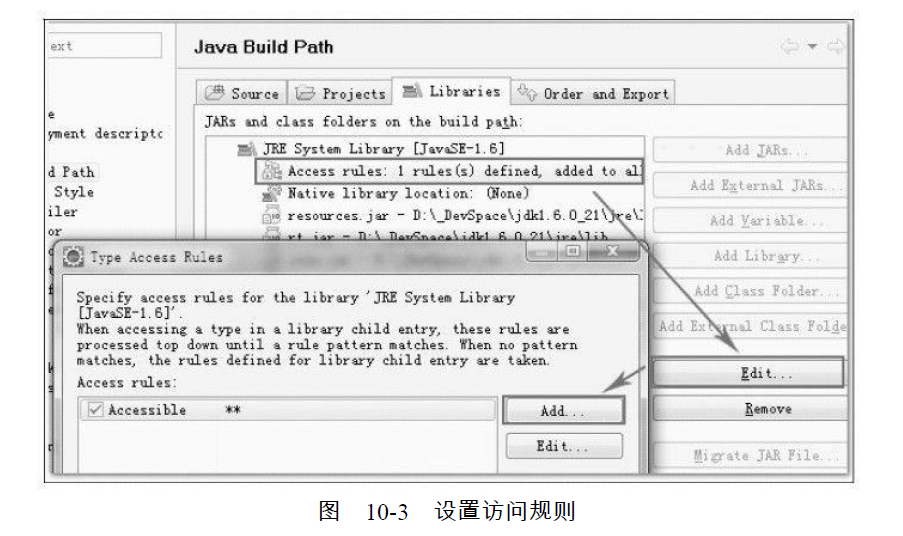 ext
Java Build Path
Source Projects Libraries Order and Export
JARs and class folders on the build path:
e
yment descriptc
d Path
Style
iler
or
JRE System Library [JavaSE-1.6]
Access rules: 1 rules(s) defined, added to al
Native library location: (None)
resources.jar - D:\_DevSpace\jdk1.6.0_21\jre\
rt.jar - D:\_DevSpace\jdk1.6.0_21\jre\lib
Add JARs...
Add External JARs...
Add Variable...
Add Library...
Add Class Folder...
Add External Class Folde
Edit...
Remove
Migrate JAR File...
Type Access Rules
Specify access rules for the library 'JRE System Library
[JavaSE-1.6]'.
When accessing a type in a library child entry, these rules are
processed top down until a rule pattern matches. When no pattern
matches, the rules defined for library child entry are taken.
Access rules:
Accessible **
Add...
Edit...
图 10-3 设置访问规则